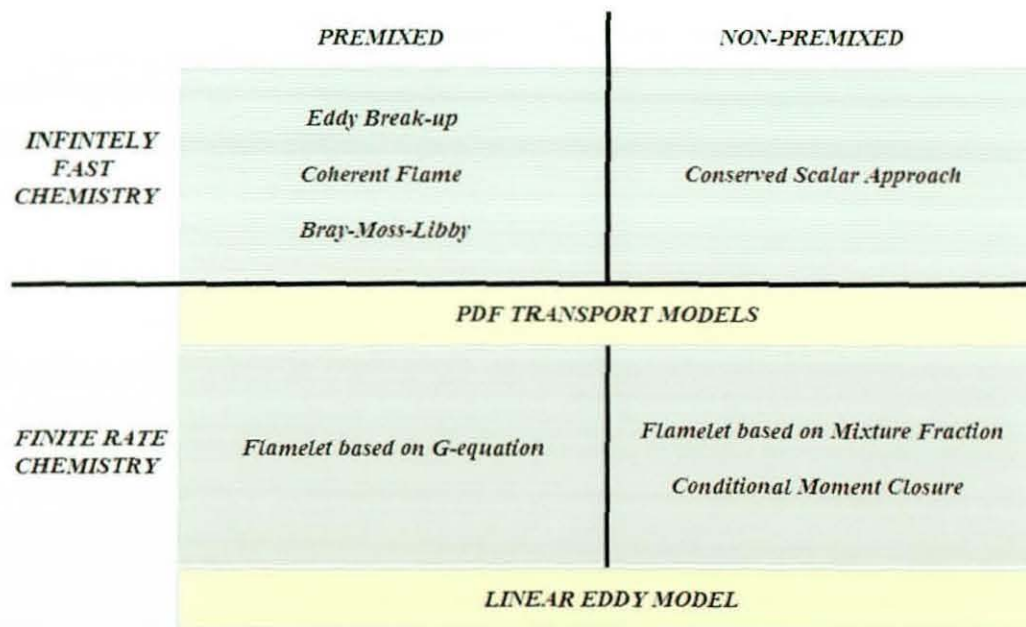 PREMIXED
NON-PREMIXED
INFINTELY
FAST
CHEMISTRY
Eddy Break-up
Coherent Flame
Bray-Moss-Libby
Conserved Scalar Approach
PDF TRANSPORT MODELS
FINITE RATE
CHEMISTRY
Flamelet based on G-equation
Flamelet based on Mixture Fraction
Conditional Moment Closure
LINEAR EDDY MODEL